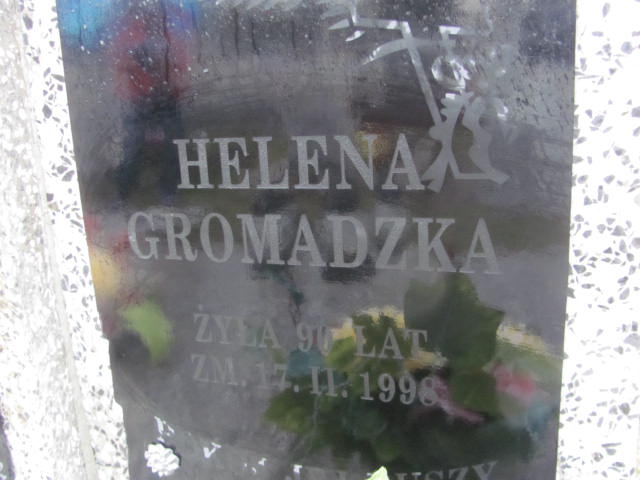 HELENA
GROMADZKA
ŻYŁA 90 LAT
ZM. 17. II. 1998